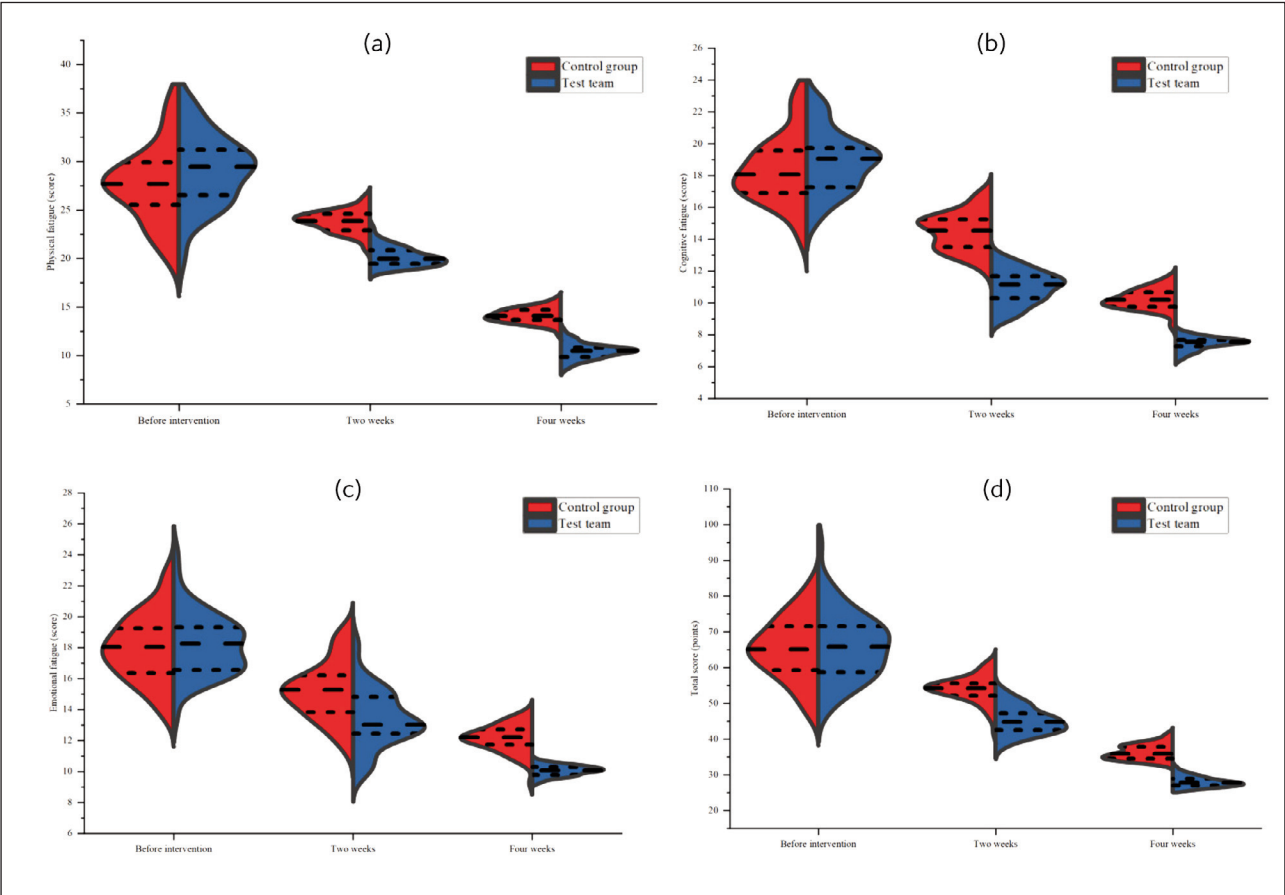 (a)
Control group
Test team
Physical fatigue (score)
40
35
30
25
20
15
10
5
Before intervention
Two weeks
Four weeks
(b)
Control group
Test team
Cognitive fatigue (score)
26
24
22
20
18
16
14
12
10
8
6
4
Before intervention
Two weeks
Four weeks
(c)
Control group
Test team
Emotional fatigue (score)
28
26
24
22
20
18
16
14
12
10
8
6
Before intervention
Two weeks
Four weeks
(d)
Control group
Test team
Total score (points)
110
100
90
80
70
60
50
40
30
20
Before intervention
Two weeks
Four weeks